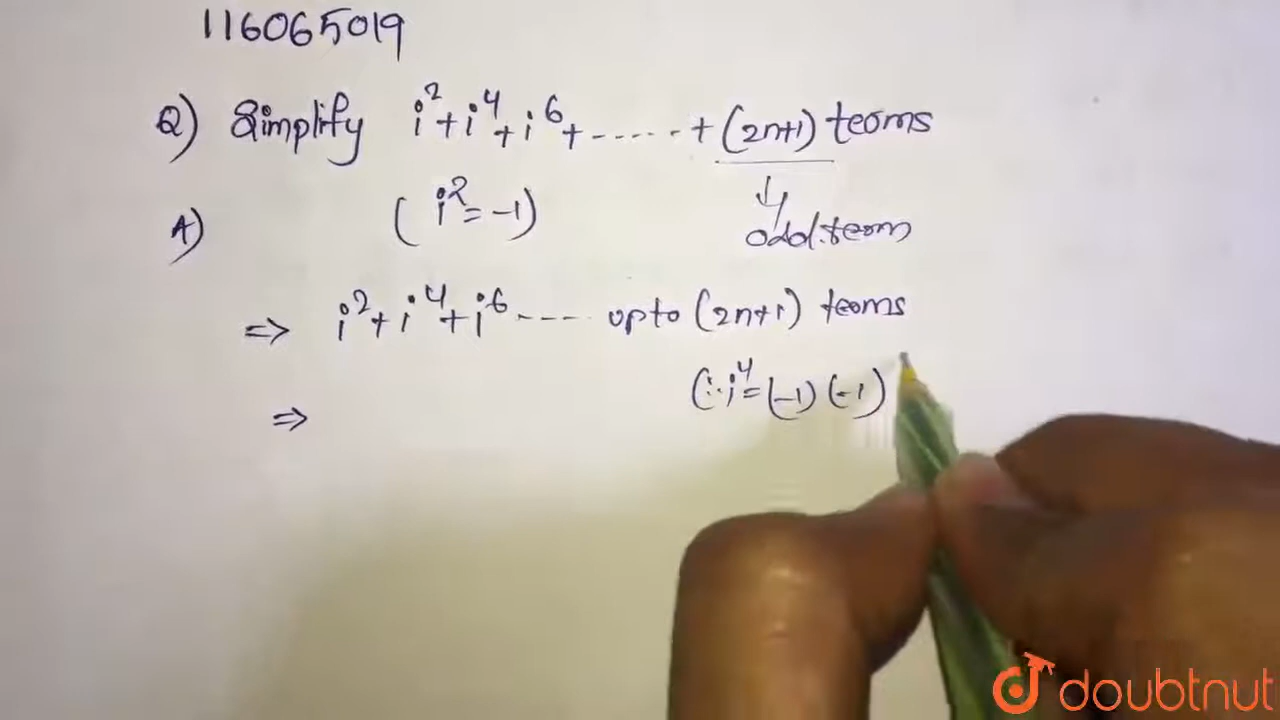 116065019
Q) Simplify i² + i⁴ + i⁶ + ...... + (2n+1) terms
A) (i² = -1) ↓ odd.term
⇒ i² + i⁴ + i⁶ ---- upto (2n+1) terms
⇒ (∵ i⁴ = (-1) (-1)
doubtnut